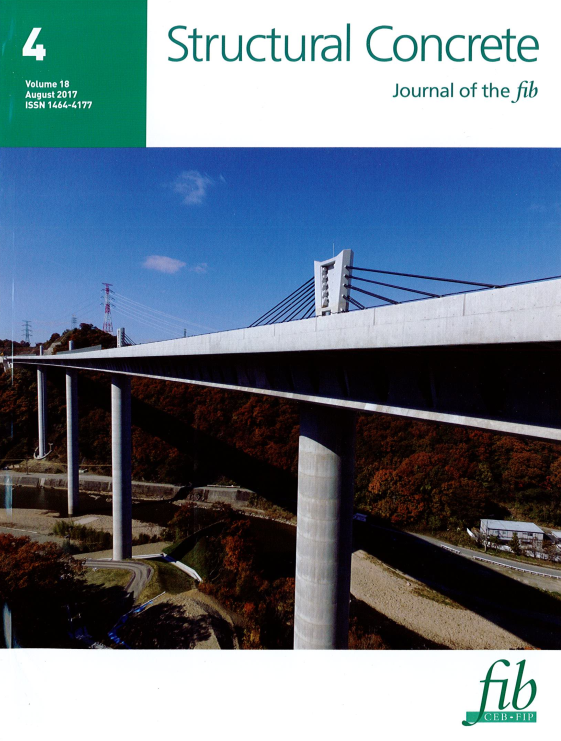 4
Volume 18
August 2017
ISSN 1464-4177
Structural Concrete
Journal of the fib
fib
CEB-FIP